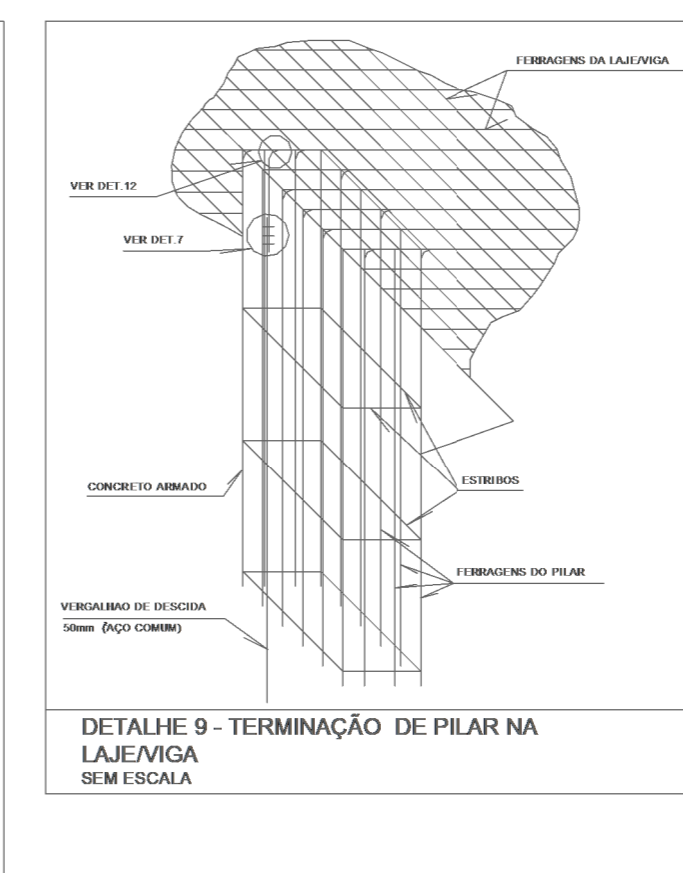 FERRAGENS DA LAJE/VIGA
VER DET.12
VER DET.7
CONCRETO ARMADO
ESTRIBOS
FERRAGENS DO PILAR
VERGALHAO DE DESCIDA
50mm (AÇO COMUM)
DETALHE 9 - TERMINAÇÃO DE PILAR NA
LAJE/VIGA
SEM ESCALA